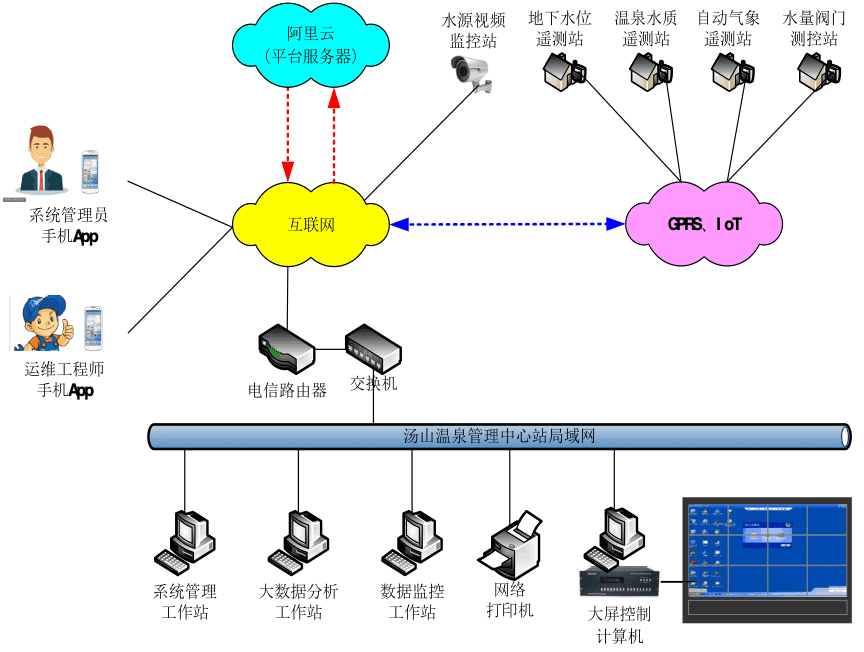 阿里云
(平台服务器)
水源视频
监控站
地下水位
遥测站
温泉水质
遥测站
自动气象
遥测站
水量阀门
测控站
系统管理员
手机App
互联网
GPRS、IoT
运维工程师
手机App
电信路由器
交换机
汤山温泉管理中心站局域网
系统管理
工作站
大数据分析
工作站
数据监控
工作站
网络
打印机
大屏控制
计算机